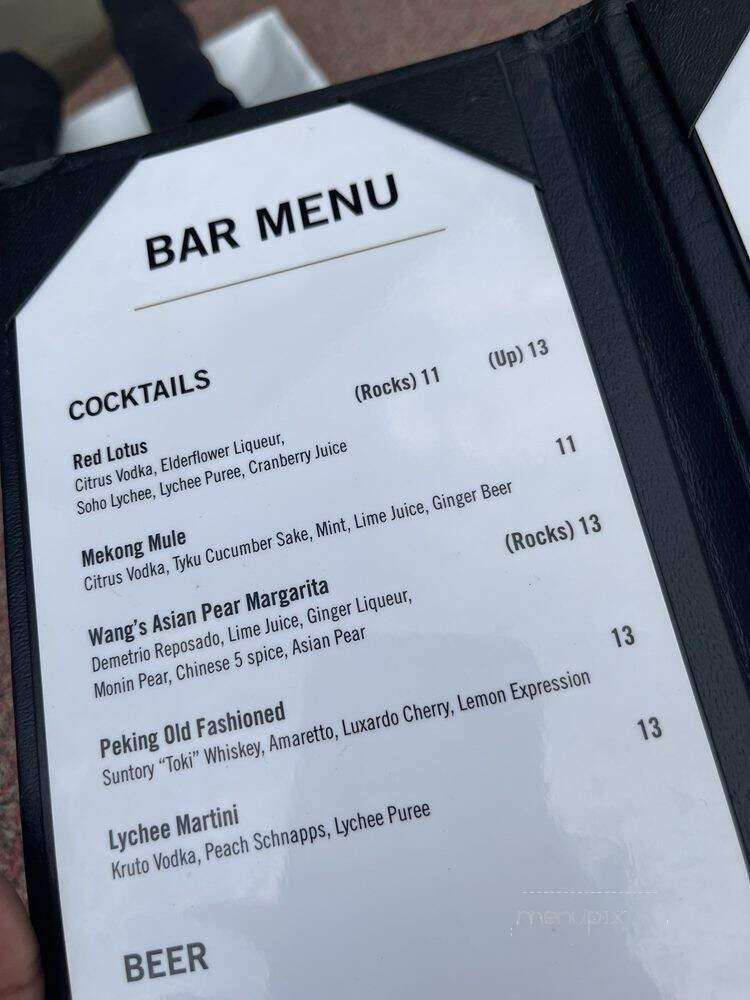 BAR MENU
COCKTAILS
Red Lotus (Rocks) 11 (Up) 13
Citrus Vodka, Elderflower Liqueur,
Soho Lychee, Lychee Puree, Cranberry Juice
Mekong Mule 11
Citrus Vodka, Tyku Cucumber Sake, Mint, Lime Juice, Ginger Beer
Wang's Asian Pear Margarita (Rocks) 13
Demetrio Reposado, Lime Juice, Ginger Liqueur,
Monin Pear, Chinese 5 spice, Asian Pear
Peking Old Fashioned 13
Suntory “Toki” Whiskey, Amaretto, Luxardo Cherry, Lemon Expression
Lychee Martini 13
Kruto Vodka, Peach Schnapps, Lychee Puree
BEER
menupix